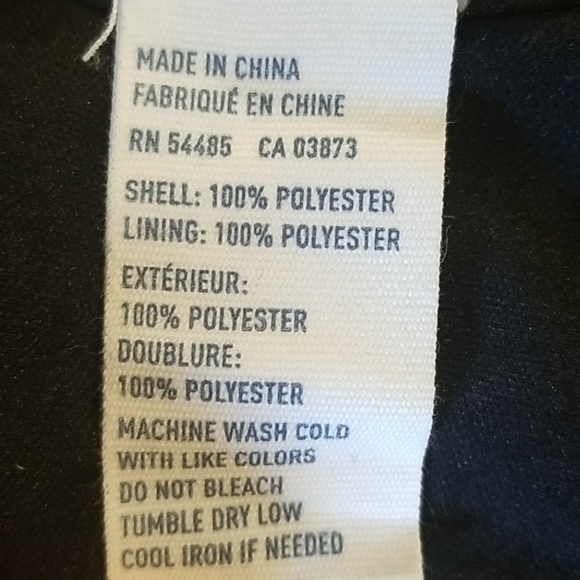 MADE IN CHINA
FABRIQUÉ EN CHINE
RN 54485 CA 03873
SHELL: 100% POLYESTER
LINING: 100% POLYESTER
EXTÉRIEUR:
100% POLYESTER
DOUBLURE:
100% POLYESTER
MACHINE WASH COLD
WITH LIKE COLORS
DO NOT BLEACH
TUMBLE DRY LOW
COOL IRON IF NEEDED